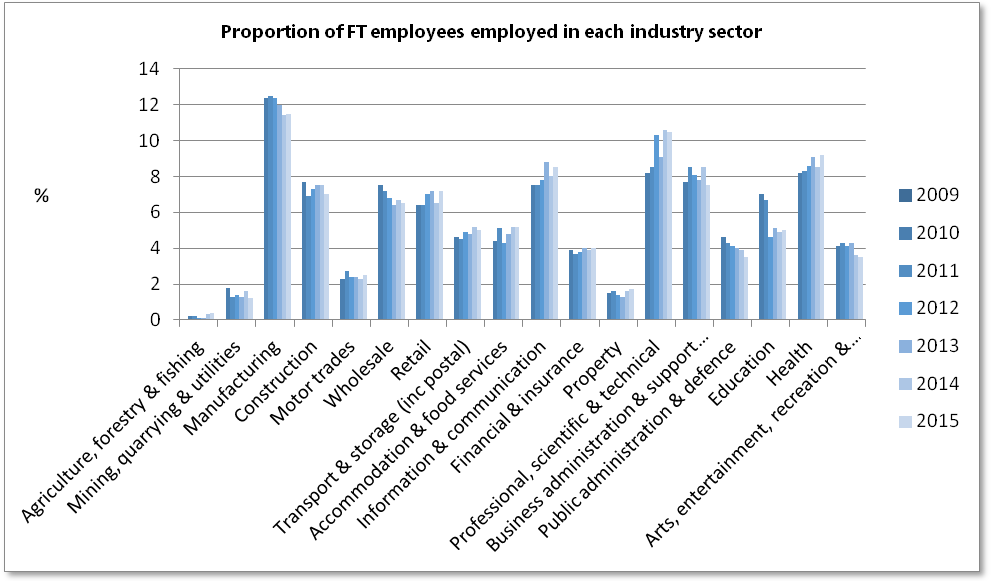 Proportion of FT employees employed in each industry sector
14
12
10
8
6
4
2
0
%
Agriculture, forestry & fishing
Mining, quarrying & utilities
Manufacturing
Construction
Motor trades
Wholesale
Retail
Transport & storage (inc postal)
Accommodation & food services
Information & communication
Financial & insurance
Property
Professional, scientific & technical
Business administration & support...
Public administration & defence
Education
Health
Arts, entertainment, recreation &...
2009
2010
2011
2012
2013
2014
2015